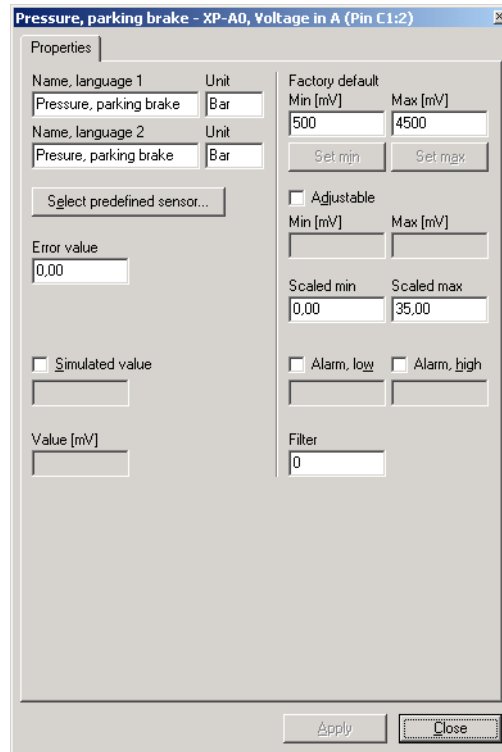 Pressure, parking brake - XP-A0, Voltage in A (Pin C1:2)
Properties
Name, language 1 Unit
Pressure, parking brake Bar
Name, language 2 Unit
Presure, parking brake Bar
Select predefined sensor...
Error value
0,00
Simulated value
Value [mV]
Factory default
Min [mV] Max [mV]
500 4500
Set min Set max
Adjustable
Min [mV] Max [mV]
Scaled min Scaled max
0,00 35,00
Alarm, low Alarm, high
Filter
0
Apply Close